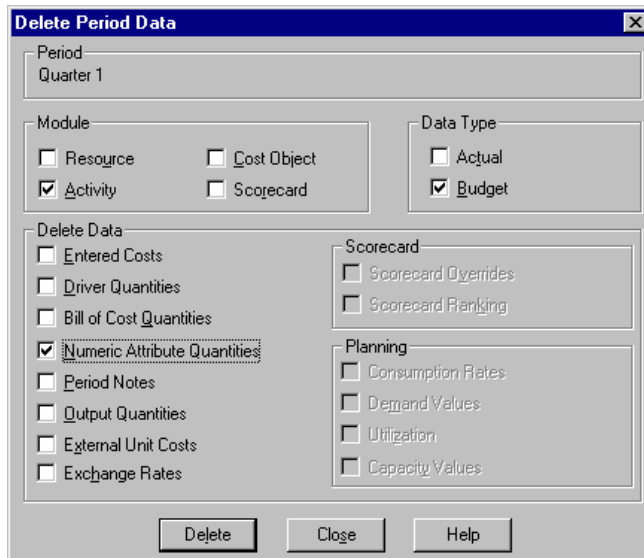 Delete Period Data
Period
Quarter 1
Module
Resource
Cost Object
Activity
Scorecard
Data Type
Actual
Budget
Delete Data
Entered Costs
Driver Quantities
Bill of Cost Quantities
Numeric Attribute Quantities
Period Notes
Output Quantities
External Unit Costs
Exchange Rates
Scorecard
Scorecard Overrides
Scorecard Ranking
Planning
Consumption Rates
Demand Values
Utilization
Capacity Values
Delete
Close
Help